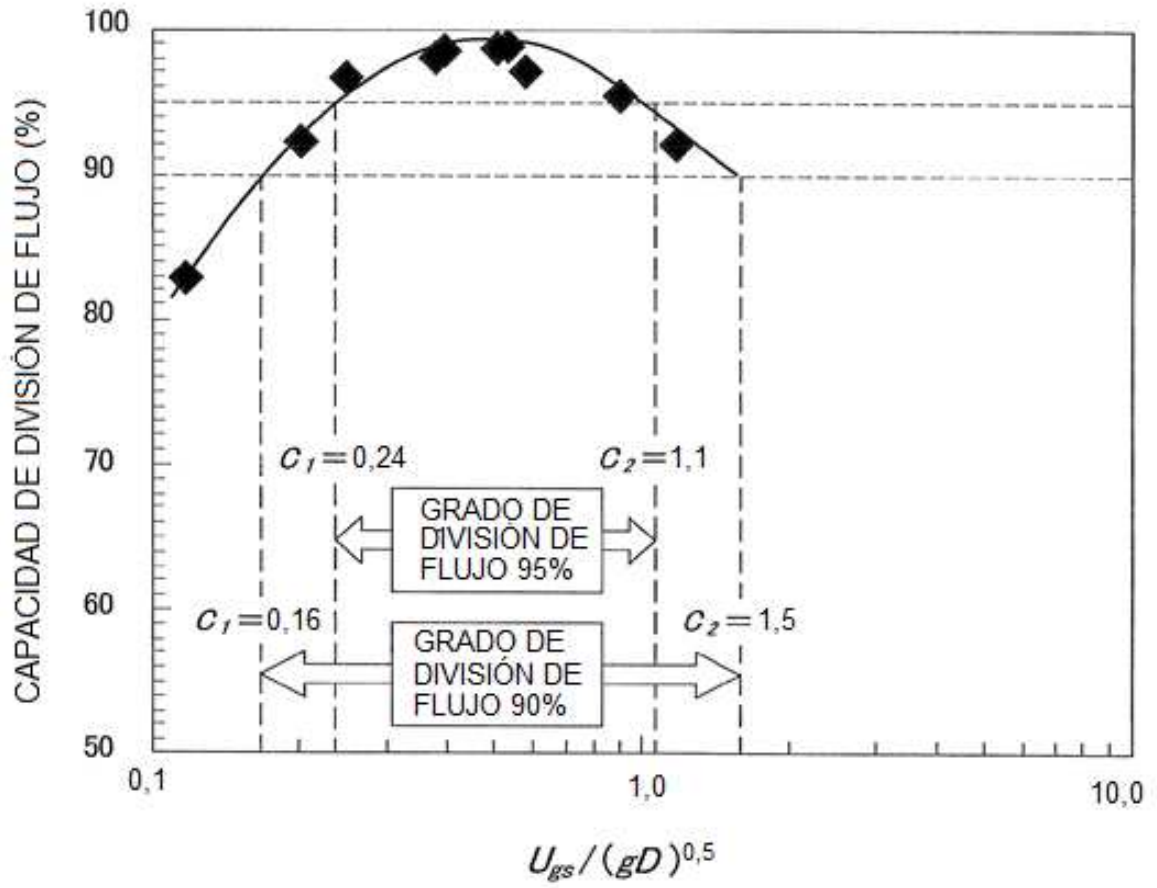 CAPACIDAD DE DIVISIÓN DE FLUJO (%)
100
90
80
70
60
50
C₁=0,24
C₂=1,1
GRADO DE
DIVISIÓN DE
FLUJO 95%
C₁=0,16
C₂=1,5
GRADO DE
DIVISIÓN DE
FLUJO 90%
0,1
1,0
10,0
U_gs/(gD)^0,5